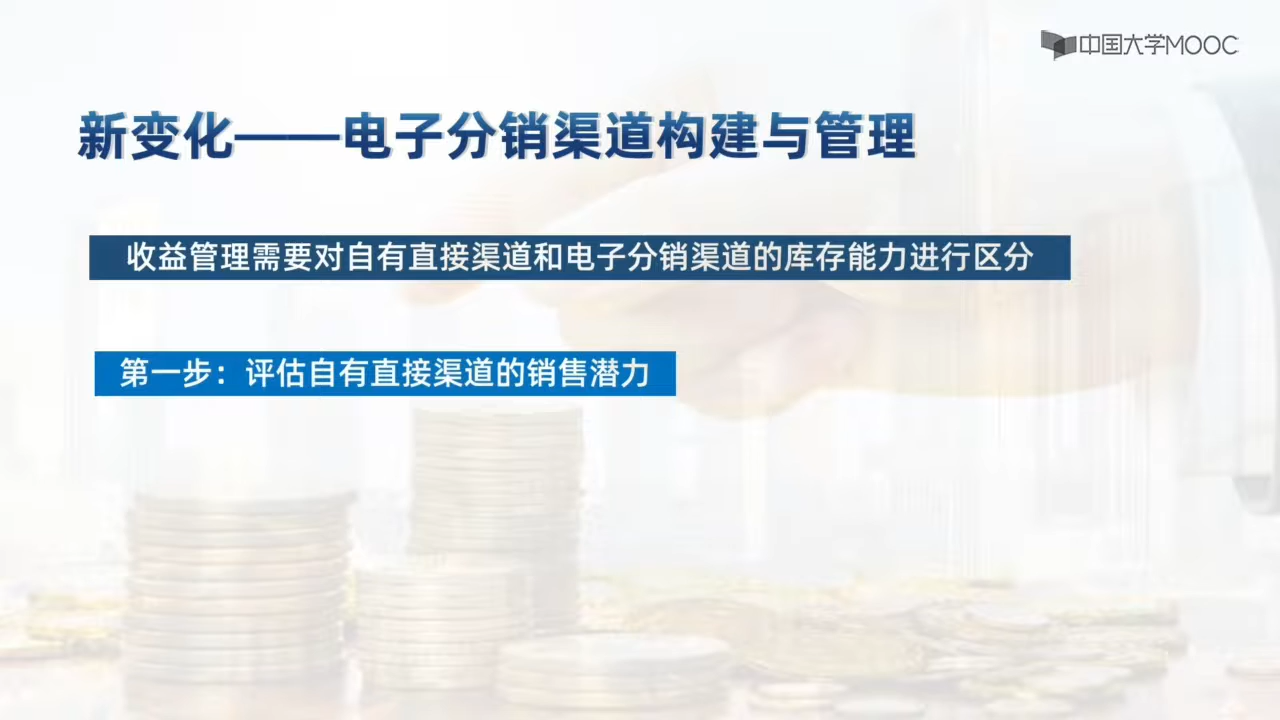 中国大学MOOC
新变化——电子分销渠道构建与管理
收益管理需要对自有直接渠道和电子分销渠道的库存能力进行区分
第一步：评估自有直接渠道的销售潜力